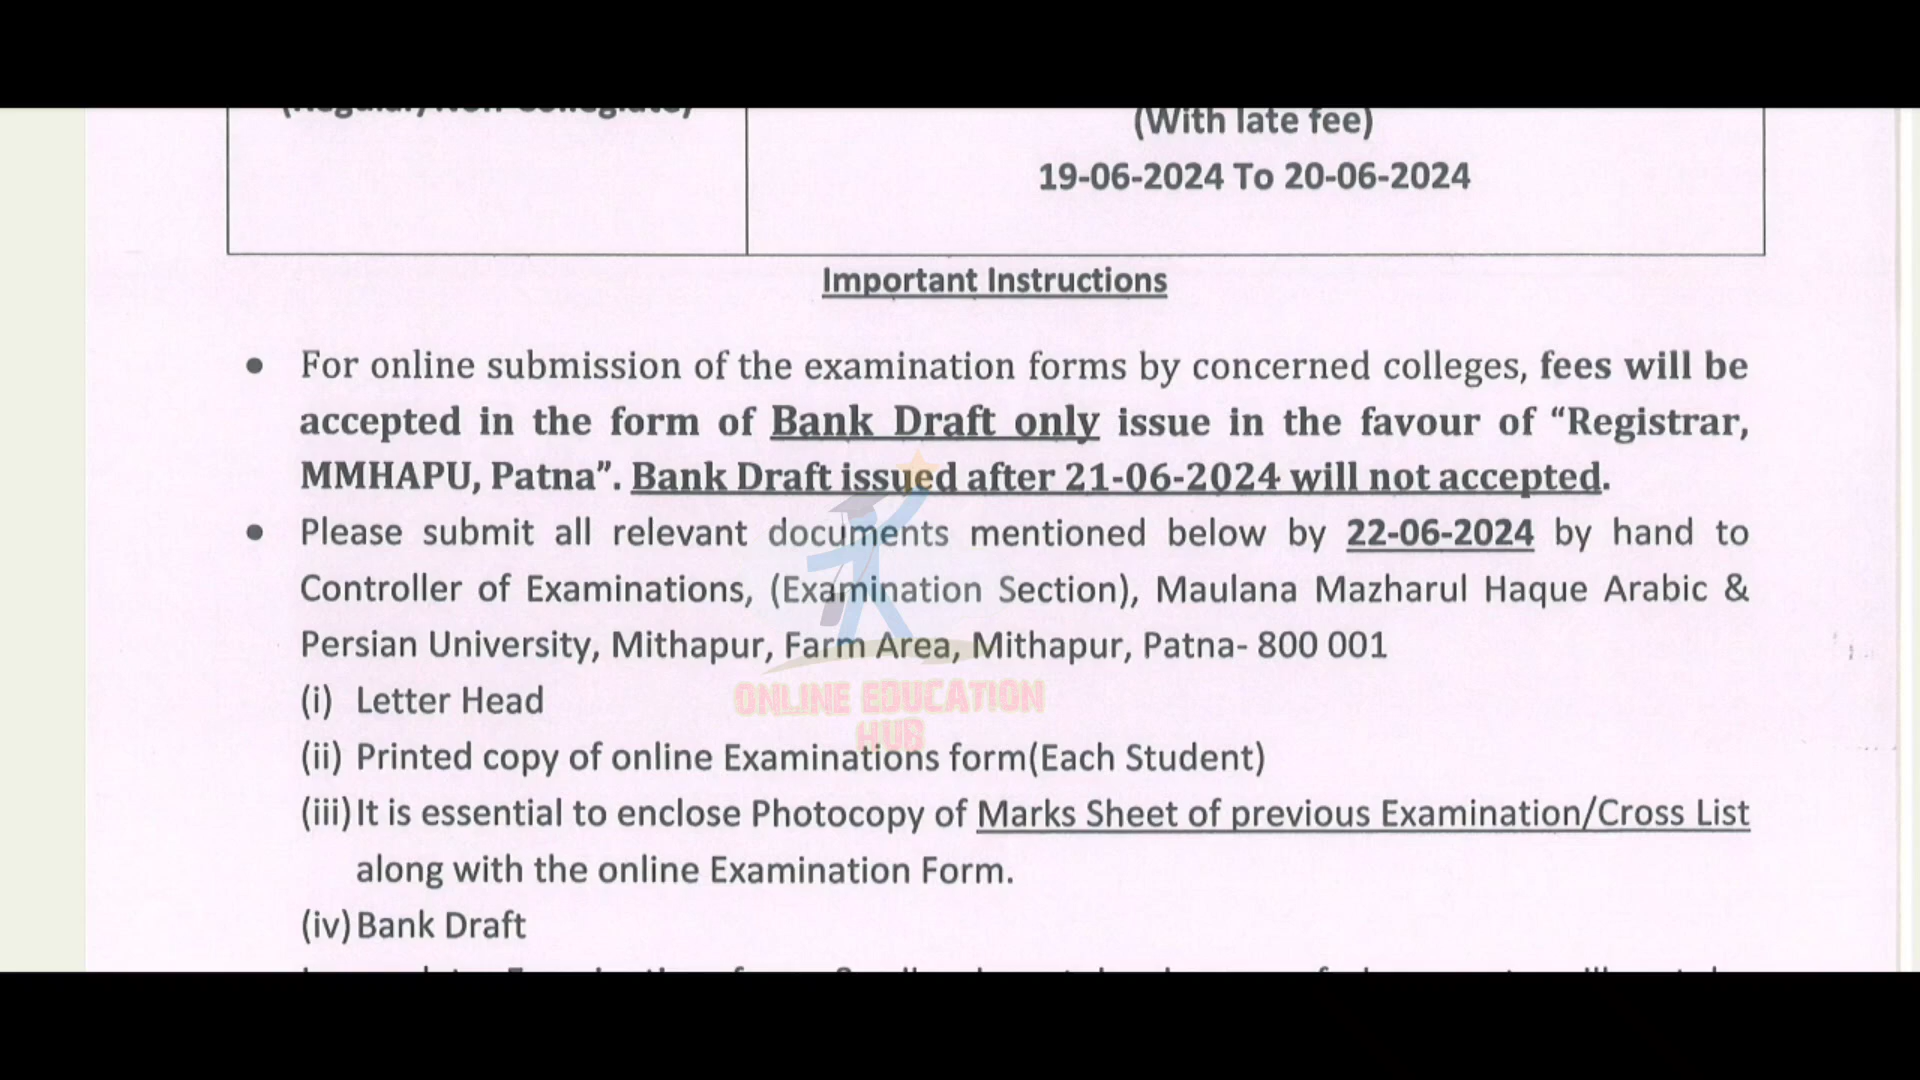 (Regular/Non-Collegiate)
(With late fee)
19-06-2024 To 20-06-2024
Important Instructions
• For online submission of the examination forms by concerned colleges, fees will be
accepted in the form of Bank Draft only issue in the favour of “Registrar,
MMHAPU, Patna”. Bank Draft issued after 21-06-2024 will not accepted.
• Please submit all relevant documents mentioned below by 22-06-2024 by hand to
Controller of Examinations, (Examination Section), Maulana Mazharul Haque Arabic &
Persian University, Mithapur, Farm Area, Mithapur, Patna- 800 001
(i) Letter Head
ONLINE EDUCATION
HUB
(ii) Printed copy of online Examinations form(Each Student)
(iii) It is essential to enclose Photocopy of Marks Sheet of previous Examination/Cross List
along with the online Examination Form.
(iv) Bank Draft